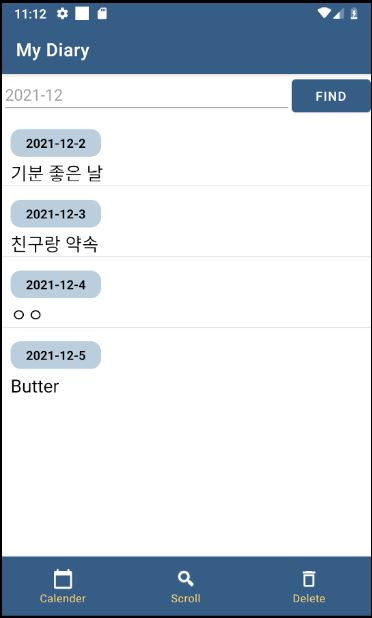 11:12
My Diary
2021-12
FIND
2021-12-2
기분 좋은 날
2021-12-3
친구랑 약속
2021-12-4
ㅇㅇ
2021-12-5
Butter
Calender
Scroll
Delete